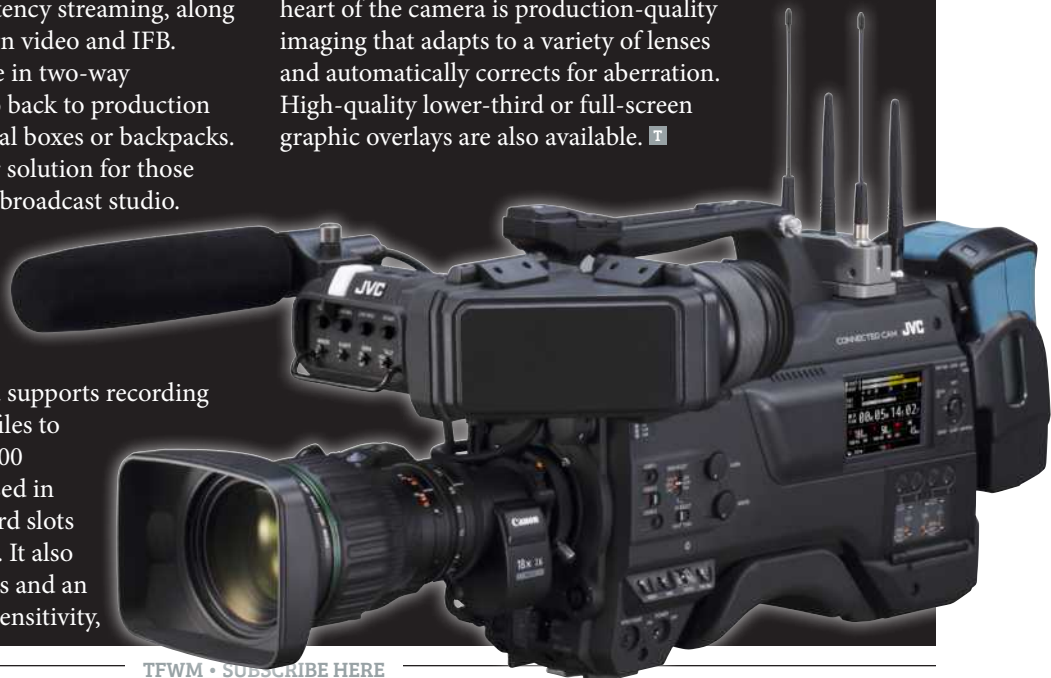 tency streaming, along
n video and IFB.
e in two-way
o back to production
al boxes or backpacks.
r solution for those
broadcast studio.
supports recording
iles to
00
ed in
rd slots
. It also
s and an
ensitivity,
heart of the camera is production-quality
imaging that adapts to a variety of lenses
and automatically corrects for aberration.
High-quality lower-third or full-screen
graphic overlays are also available. T
JVC
CONNECTED CAM JVC
Canon
TFWM • SUBSCRIBE HERE